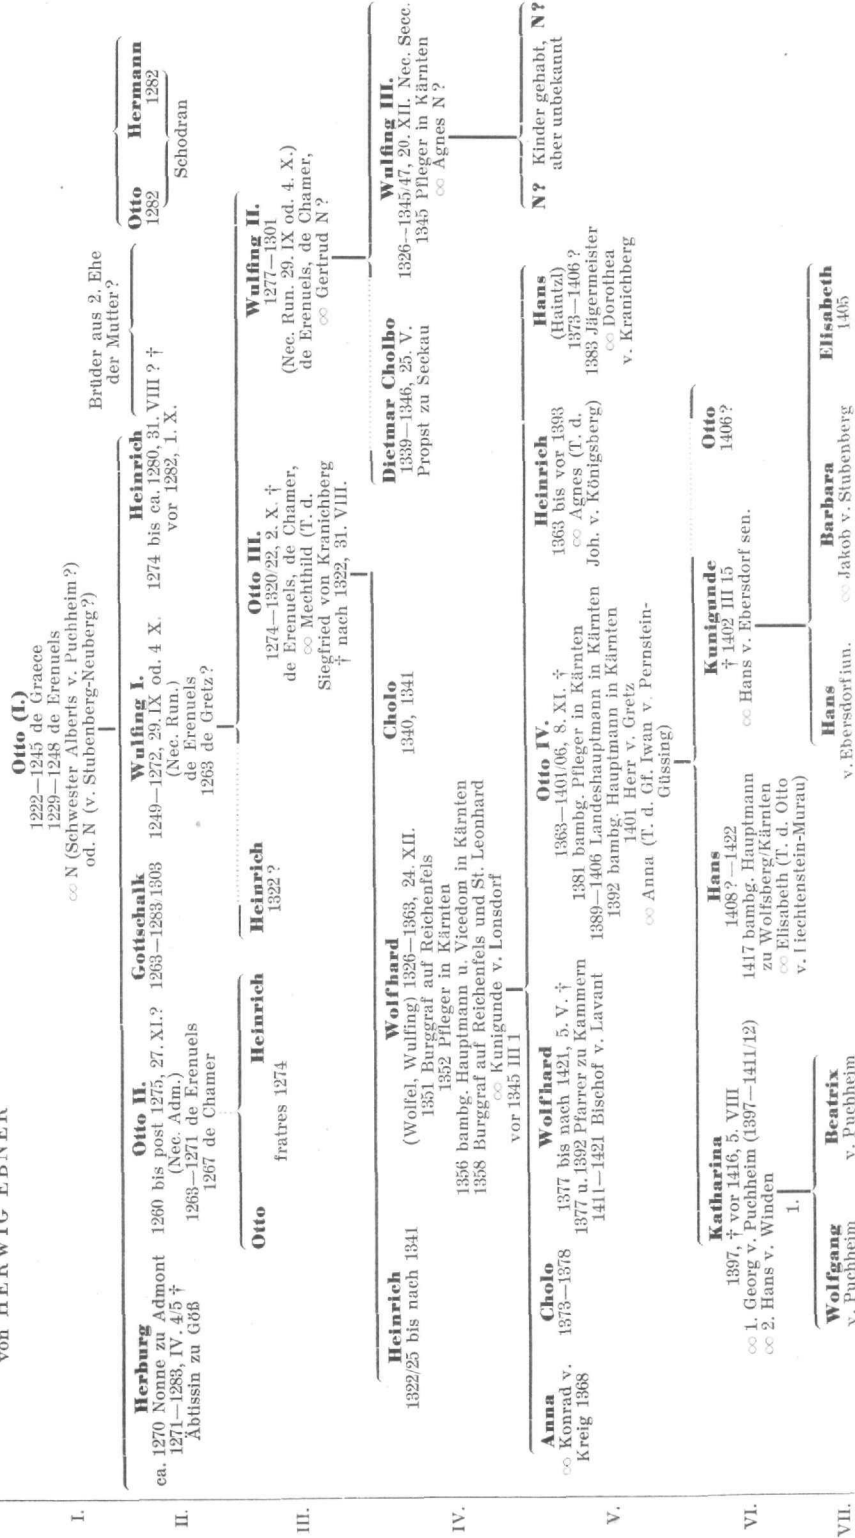 von HERWIG EBNER
I.
Otto (I.)
1222—1245 de Graece
1229—1248 de Erenuels
∞ N (Schwester Alberts v. Puchheim?)
od. N (v. Stubenberg-Neuberg?)
Brüder aus 2. Ehe
der Mutter?
II.
Herburg
ca. 1270 Nonne zu Admont
1271—1283, IV. 4/5 †
Äbtissin zu Göß
Otto II.
1260 bis post 1275, 27. XI.?
(Nec. Adm.)
1263—1271 de Erenuels
1267 de Chamer
Gottschalk
1263—1283/1303
Wulfing I.
1249—1272, 29. IX od. 4 X.
(Nec. Run.)
de Erenuels
1263 de Gretz?
Heinrich
1274 bis ca. 1280, 31. VIII ? †
vor 1282, 1. X.
Otto
1282
Hermann
1282
Schodran
III.
Otto
Heinrich
fratres 1274
Heinrich
1322?
Otto III.
1274—1320/22, 2. X. †
de Erenuels, de Chamer,
∞ Mechthild (T. d.
Siegfried von Kranichberg
† nach 1322, 31. VIII.
Wulfing II.
1277—1301
(Nec. Run. 29. IX od. 4. X.)
de Erenuels, de Chamer,
∞ Gertrud N?
IV.
Heinrich
1322/25 bis nach 1341
Wolfhard
(Wolfel, Wulfing) 1326—1363, 24. XII.
1351 Burggraf auf Reichenfels
1352 Pfleger in Kärnten
1356 bambg. Hauptmann u. Vicedom in Kärnten
1358 Burggraf auf Reichenfels und St. Leonhard
∞ Kunigunde v. Lonsdorf
vor 1345 III 1
Cholo
1340, 1341
Dietmar Cholbo
1339—1346, 25. V.
Propst zu Seckau
Wulfing III.
1326—1345/47, 20. XII. Nec. Secc.
1345 Pfleger in Kärnten
∞ Agnes N?
V.
Anna
∞ Konrad v.
Kreig 1368
Cholo
1373—1378
Wolfhard
1377 bis nach 1421, 5. V. †
1377 u. 1392 Pfarrer zu Kammern
1411—1421 Bischof v. Lavant
Otto IV.
1363—1401/06, 8. XI. †
1381 bambg. Pfleger in Kärnten
1389—1406 Landeshauptmann in Kärnten
1392 bambg. Hauptmann in Kärnten
1401 Herr v. Gretz
∞ Anna (T. d. Gf. Iwan v. Pernstein-
Güssing)
Heinrich
1363 bis vor 1393
∞ Agnes (T. d.
Joh. v. Königsberg)
Hans
(Haintzl)
1373—1406?
1383 Jägermeister
∞ Dorothea
v. Kranichberg
N? Kinder gehabt, N?
aber unbekannt
VI.
Katharina
1397, † vor 1416, 5. VIII
∞ 1. Georg v. Puchheim (1397—1411/12)
∞ 2. Hans v. Winden
1.
Hans
1408?—1422
1417 bambg. Hauptmann
zu Wolfsberg/Kärnten
∞ Elisabeth (T. d. Otto
v. Liechtenstein-Murau)
Kunigunde
† 1402 III 15
∞ Hans v. Ebersdorf sen.
Otto
1406?
VII.
Wolfgang
v. Puchheim
Beatrix
v. Puchheim
Hans
v. Ebersdorf jun.
Barbara
∞ Jakob v. Stubenberg
Elisabeth
1405